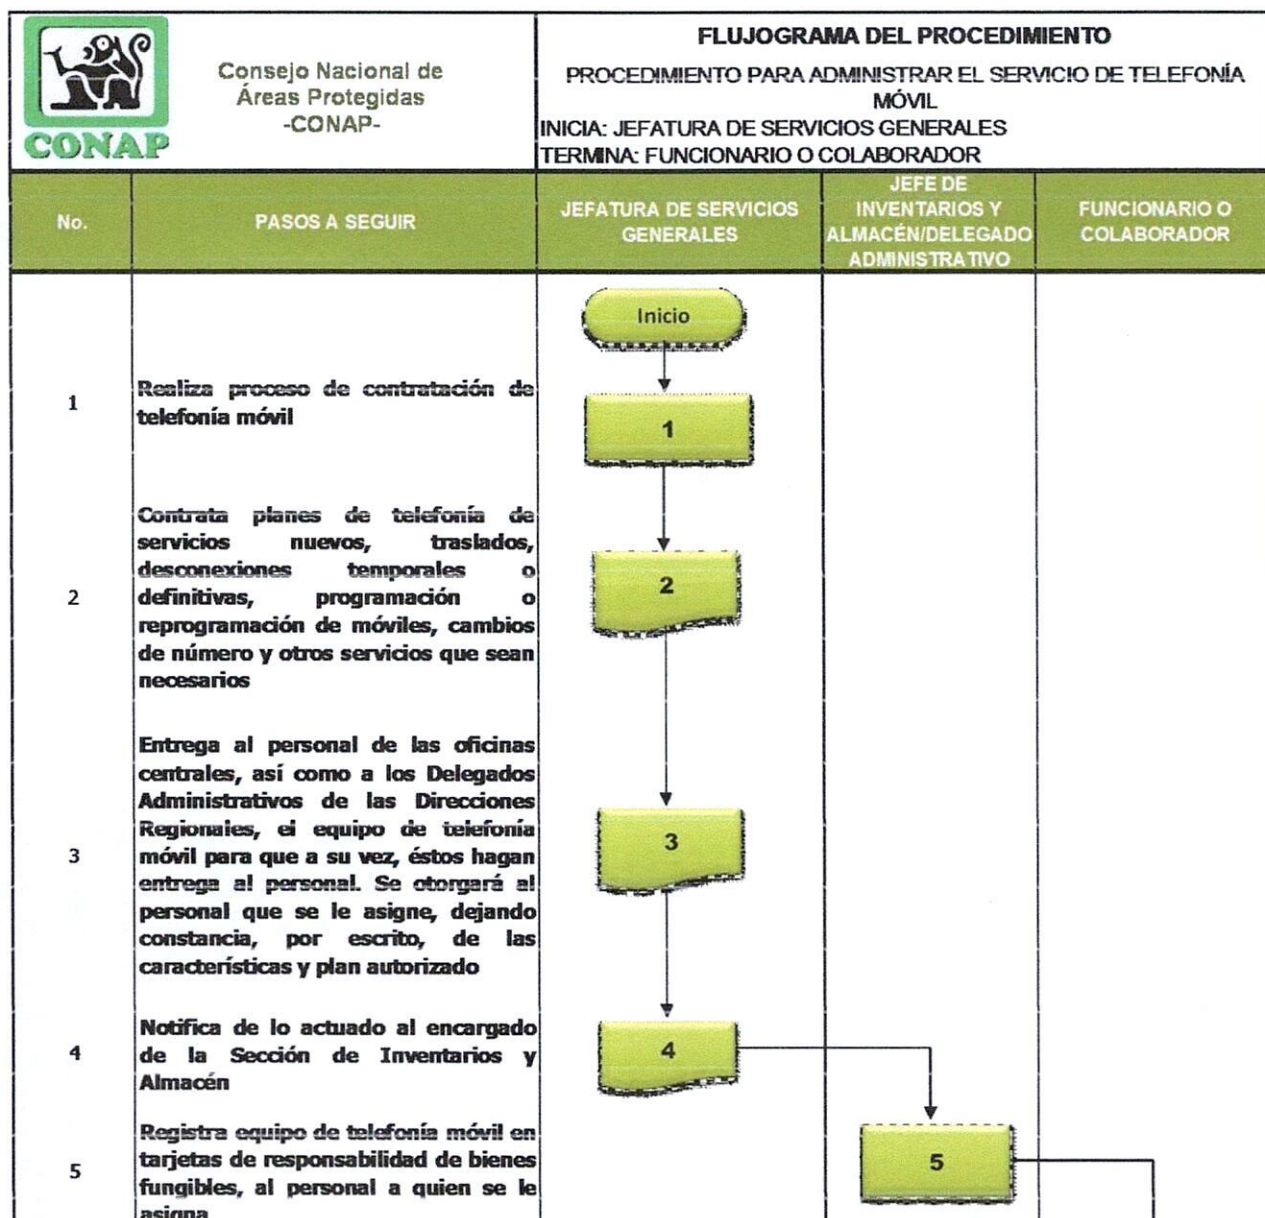 CONAP
Consejo Nacional de
Áreas Protegidas
-CONAP-
FLUJOGRAMA DEL PROCEDIMIENTO
PROCEDIMIENTO PARA ADMINISTRAR EL SERVICIO DE TELEFONÍA
MÓVIL
INICIA: JEFATURA DE SERVICIOS GENERALES
TERMINA: FUNCIONARIO O COLABORADOR
No.
PASOS A SEGUIR
JEFATURA DE SERVICIOS
GENERALES
JEFE DE
INVENTARIOS Y
ALMACÉN/DELEGADO
ADMINISTRATIVO
FUNCIONARIO O
COLABORADOR
Inicio
1
Realiza proceso de contratación de
telefonía móvil
1
2
Contrata planes de telefonía de
servicios nuevos, traslados,
desconexiones temporales o
definitivas, programación o
reprogramación de móviles, cambios
de número y otros servicios que sean
necesarios
2
3
Entrega al personal de las oficinas
centrales, así como a los Delegados
Administrativos de las Direcciones
Regionales, el equipo de telefonía
móvil para que a su vez, éstos hagan
entrega al personal. Se otorgará al
personal que se le asigne, dejando
constancia, por escrito, de las
características y plan autorizado
3
4
Notifica de lo actuado al encargado
de la Sección de Inventarios y
Almacén
4
5
Registra equipo de telefonía móvil en
tarjetas de responsabilidad de bienes
fungibles, al personal a quien se le
asigna
5